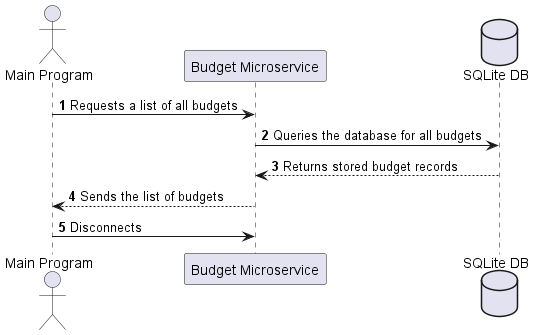 Main Program
Budget Microservice
SQLite DB
1 Requests a list of all budgets
2 Queries the database for all budgets
3 Returns stored budget records
4 Sends the list of budgets
5 Disconnects
Main Program
Budget Microservice
SQLite DB